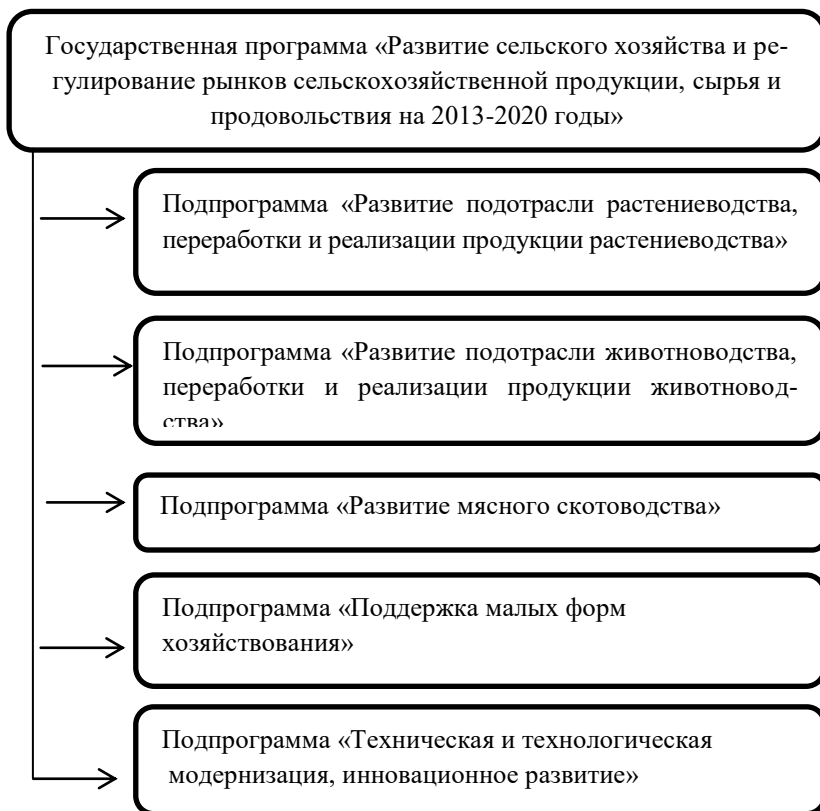 Государственная программа «Развитие сельского хозяйства и ре-
гулирование рынков сельскохозяйственной продукции, сырья и
продовольствия на 2013-2020 годы»
Подпрограмма «Развитие подотрасли растениеводства,
переработки и реализации продукции растениеводства»
Подпрограмма «Развитие подотрасли животноводства,
переработки и реализации продукции животновод-
ства»
Подпрограмма «Развитие мясного скотоводства»
Подпрограмма «Поддержка малых форм
хозяйствования»
Подпрограмма «Техническая и технологическая
модернизация, инновационное развитие»